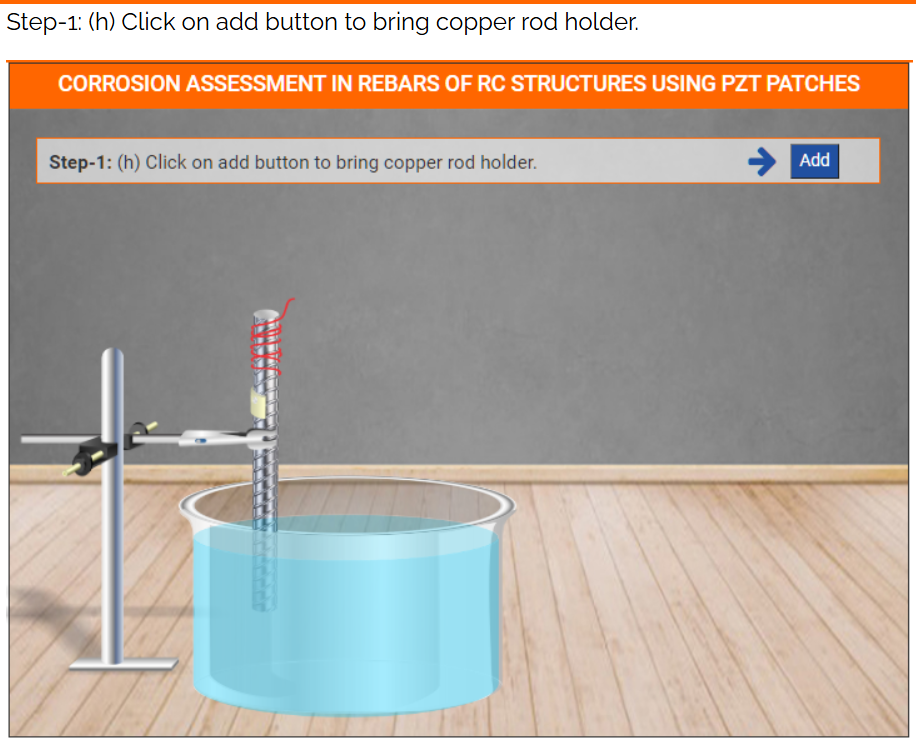 Step-1: (h) Click on add button to bring copper rod holder.
CORROSION ASSESSMENT IN REBARS OF RC STRUCTURES USING PZT PATCHES
Step-1: (h) Click on add button to bring copper rod holder.
Add